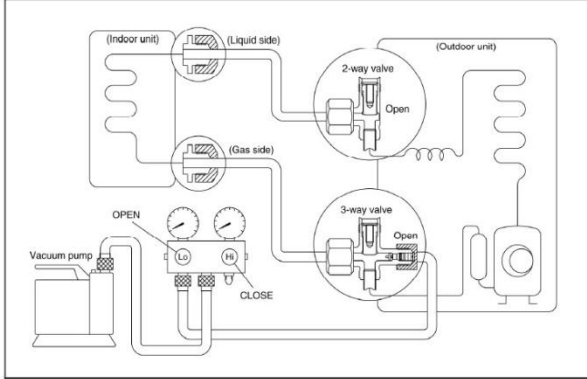 (Indoor unit)
(Liquid side)
(Outdoor unit)
2-way valve
Open
(Gas side)
OPEN
3-way valve
Open
Vacuum pump
Lo
Hi
CLOSE